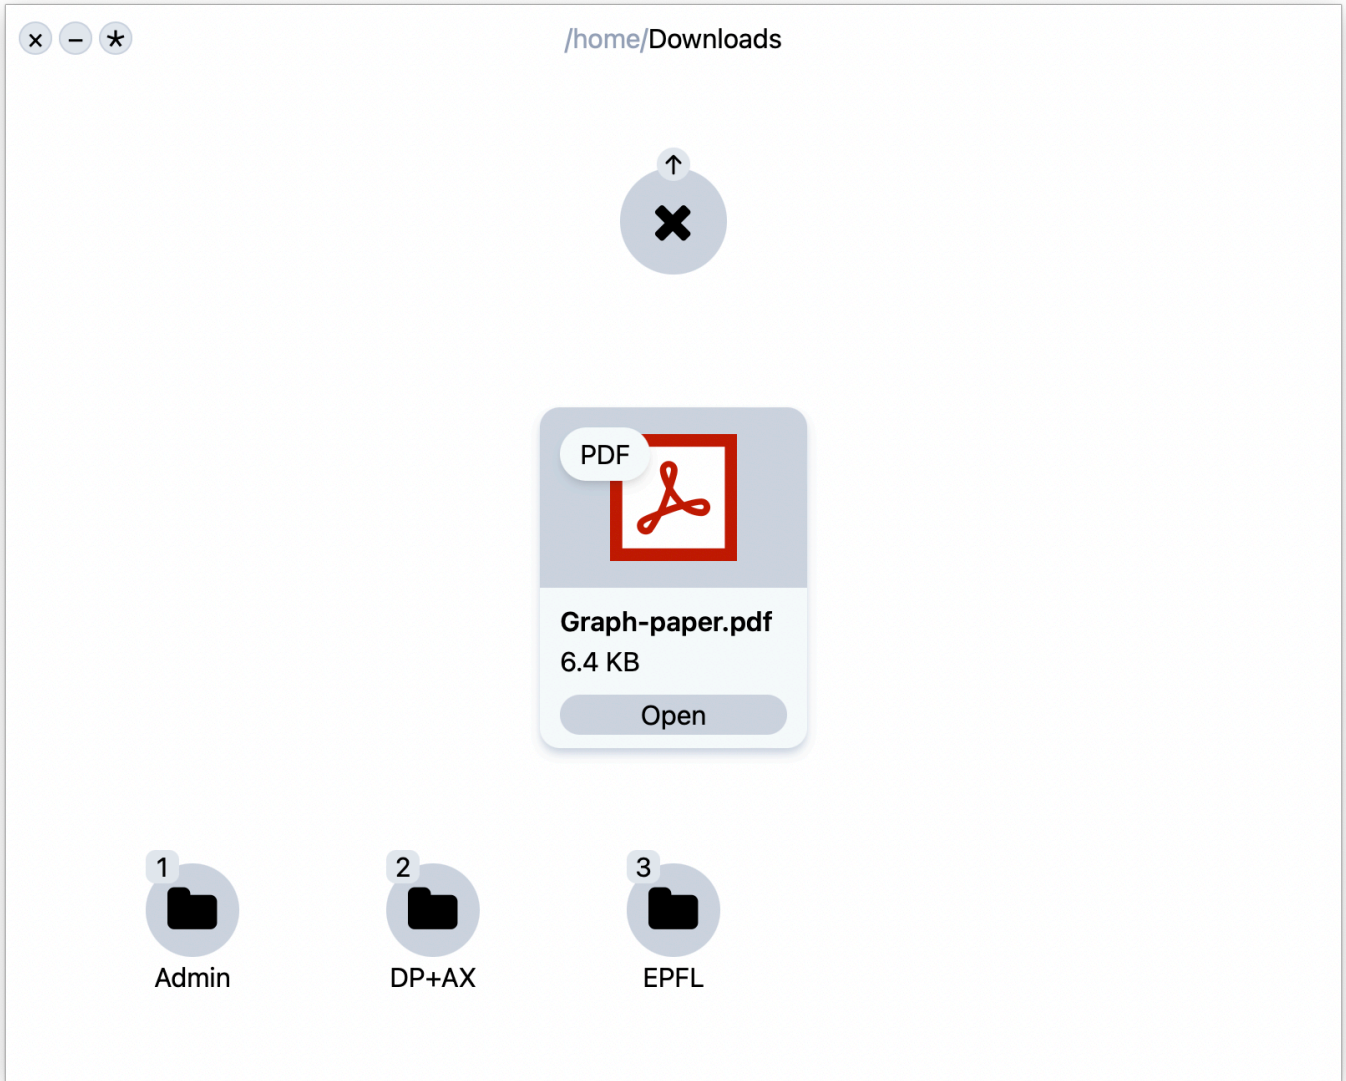 /home/Downloads
PDF
Graph-paper.pdf
6.4 KB
Open
1
2
3
Admin
DP+AX
EPFL